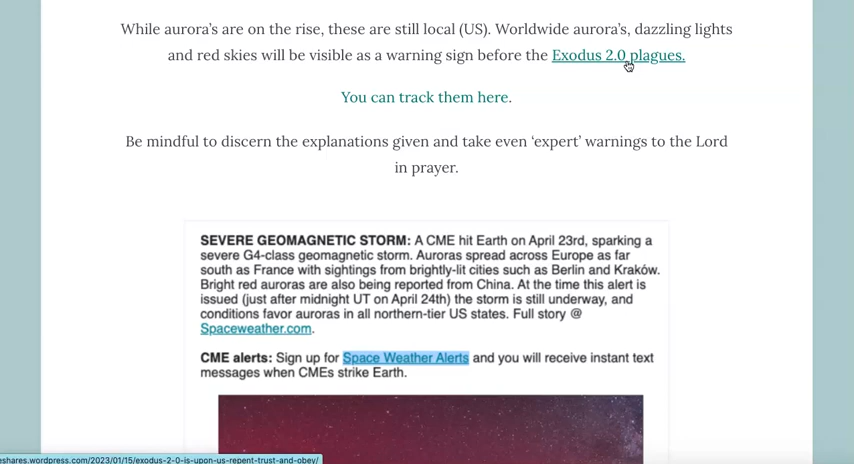 While aurora’s are on the rise, these are still local (US). Worldwide aurora’s, dazzling lights
and red skies will be visible as a warning sign before the Exodus 2.0 plagues.
You can track them here.
Be mindful to discern the explanations given and take even ‘expert’ warnings to the Lord
in prayer.
SEVERE GEOMAGNETIC STORM: A CME hit Earth on April 23rd, sparking a
severe G4-class geomagnetic storm. Auroras spread across Europe as far
south as France with sightings from brightly-lit cities such as Berlin and Kraków.
Bright red auroras are also being reported from China. At the time this alert is
issued (just after midnight UT on April 24th) the storm is still underway, and
conditions favor auroras in all northern-tier US states. Full story @
Spaceweather.com.
CME alerts: Sign up for Space Weather Alerts and you will receive instant text
messages when CMEs strike Earth.
eshares.wordpress.com/2023/01/15/exodus-2-0-is-upon-us-repent-trust-and-obey/